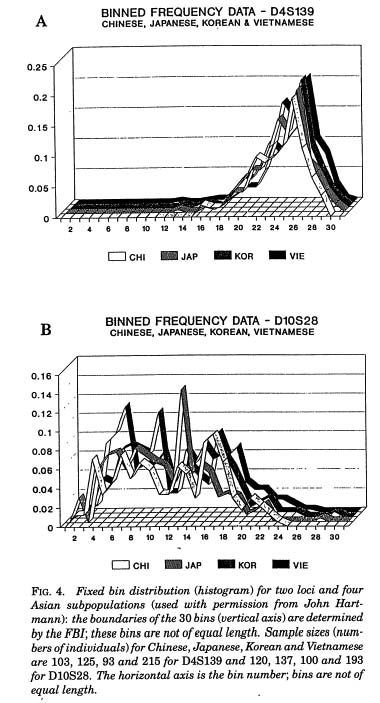 A
BINNED FREQUENCY DATA - D4S139
CHINESE, JAPANESE, KOREAN & VIETNAMESE
0.25
0.2
0.15
0.1
0.05
0
2 4 6 8 10 12 14 16 18 20 22 24 26 28 30
CHI JAP KOR VIE
B
BINNED FREQUENCY DATA - D10S28
CHINESE, JAPANESE, KOREAN, VIETNAMESE
0.16
0.14
0.12
0.1
0.08
0.06
0.04
0.02
0
2 4 6 8 10 12 14 16 18 20 22 24 26 28 30
CHI JAP KOR VIE
FIG. 4. Fixed bin distribution (histogram) for two loci and four
Asian subpopulations (used with permission from John Hart-
mann): the boundaries of the 30 bins (vertical axis) are determined
by the FBI; these bins are not of equal length. Sample sizes (num-
bers of individuals) for Chinese, Japanese, Korean and Vietnamese
are 103, 125, 93 and 215 for D4S139 and 120, 137, 100 and 193
for D10S28. The horizontal axis is the bin number; bins are not of
equal length.